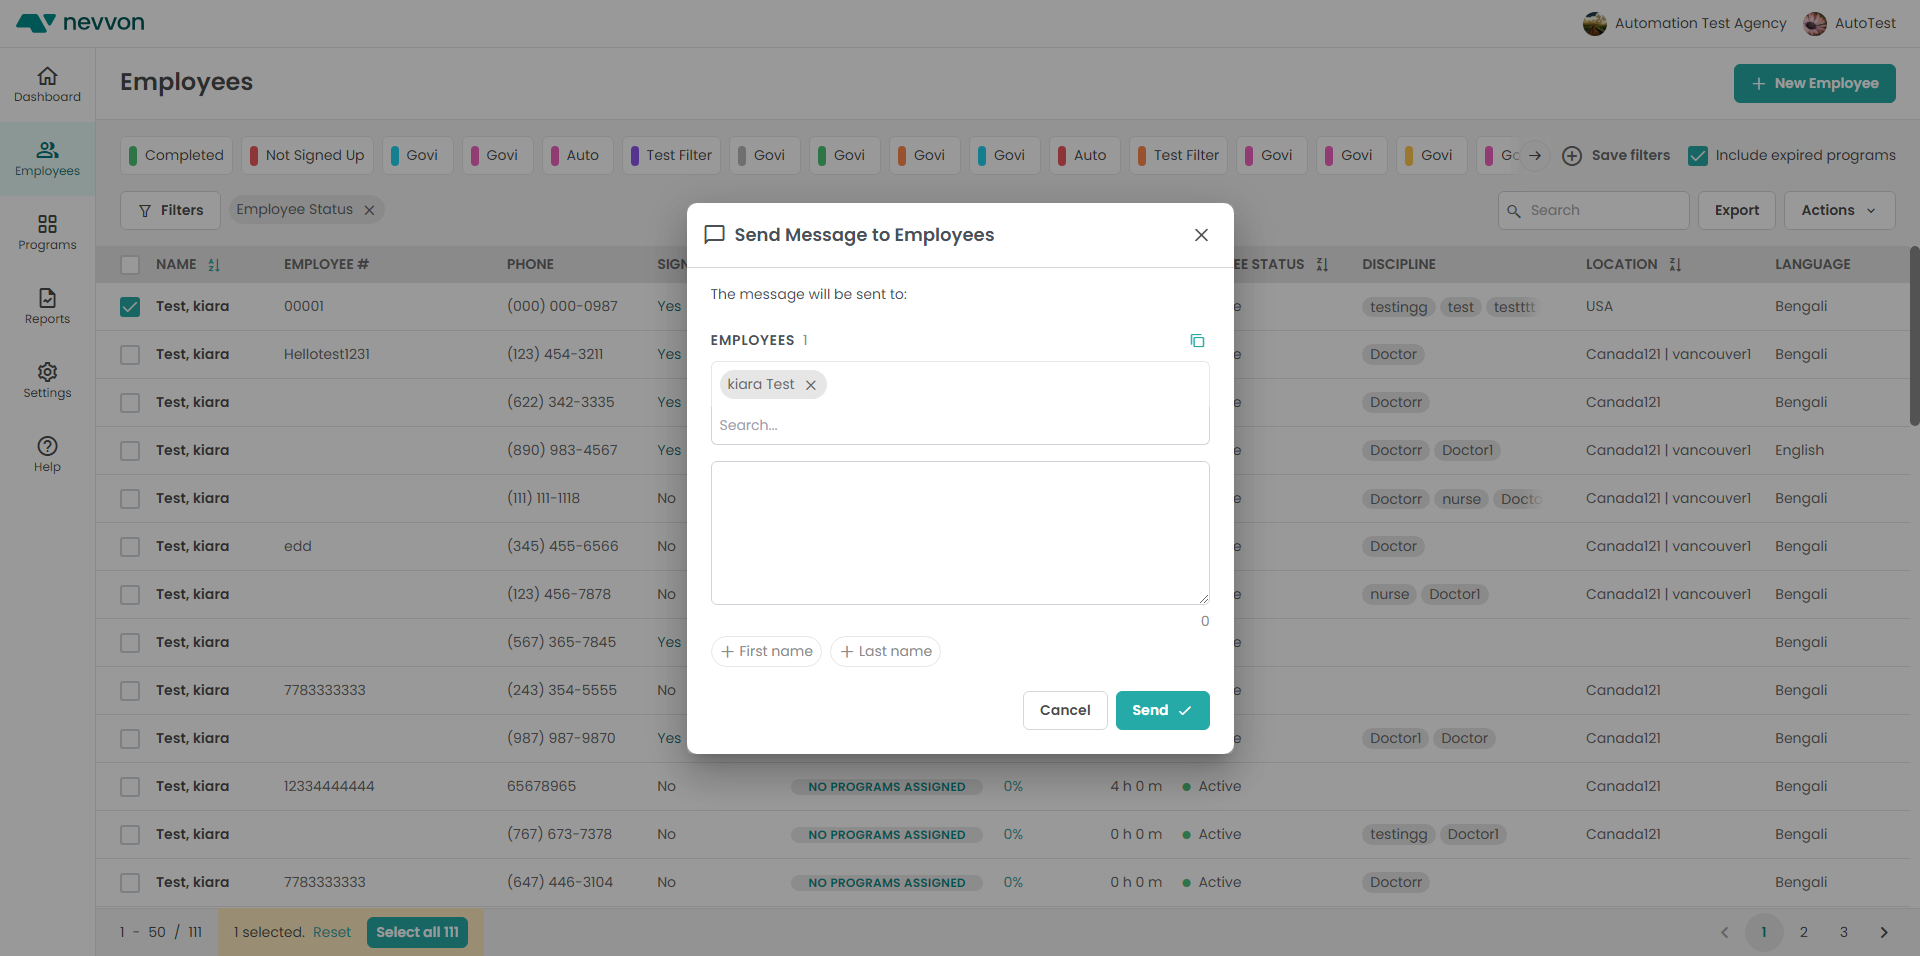 nevvon
Automation Test Agency
AutoTest
Dashboard
Employees
Programs
Reports
Settings
Help
Employees
New Employee
Completed
Not Signed Up
Govi
Govi
Auto
Test Filter
Govi
Govi
Govi
Govi
Auto
Test Filter
Govi
Govi
Govi
Save filters
Include expired programs
Filters
Employee Status
Search
Export
Actions
NAME EMPLOYEE # PHONE SIGN EE STATUS DISCIPLINE LOCATION LANGUAGE
Test, kiara 00001 (000) 000-0987 Yes e testingg test testttt USA Bengali
Test, kiara Hellotest1231 (123) 454-3211 Yes e Doctor Canada121 | vancouver1 Bengali
Test, kiara (622) 342-3335 Yes e Doctorr Canada121 Bengali
Test, kiara (890) 983-4567 Yes e Doctorr Doctor1 Canada121 | vancouver1 English
Test, kiara (111) 111-1118 No e Doctorr nurse Docto Canada121 | vancouver1 Bengali
Test, kiara edd (345) 455-6566 No e Doctor Canada121 | vancouver1 Bengali
Test, kiara (123) 456-7878 No e nurse Doctor1 Canada121 | vancouver1 Bengali
Test, kiara (567) 365-7845 Yes e Bengali
Test, kiara 7783333333 (243) 354-5555 No e Canada121 Bengali
Test, kiara (987) 987-9870 Yes e Doctor1 Doctor Canada121 Bengali
Test, kiara 12334444444 65678965 No NO PROGRAMS ASSIGNED 0% 4 h 0 m Active Canada121 Bengali
Test, kiara (767) 673-7378 No NO PROGRAMS ASSIGNED 0% 0 h 0 m Active testingg Doctor1 Canada121 Bengali
Test, kiara 7783333333 (647) 446-3104 No NO PROGRAMS ASSIGNED 0% 0 h 0 m Active Doctorr Bengali
1 - 50 / 111
1 selected. Reset
Select all 111
1 2 3
Send Message to Employees
The message will be sent to:
EMPLOYEES 1
kiara Test
Search...
0
First name
Last name
Cancel
Send